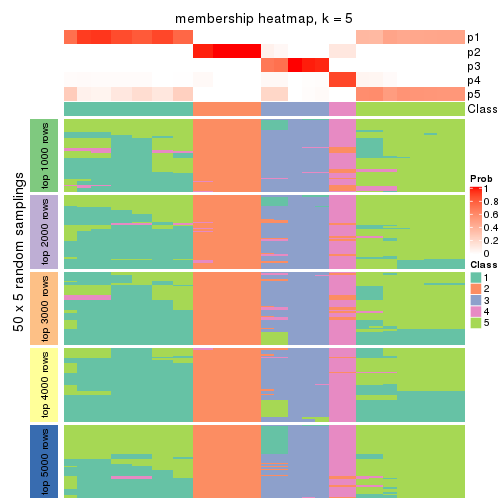 membership heatmap, k = 5
p1
p2
p3
p4
p5
Class
50 x 5 random samplings
top 1000 rows
top 2000 rows
top 3000 rows
top 4000 rows
top 5000 rows
Prob
1
0.8
0.6
0.4
0.2
0
Class
1
2
3
4
5